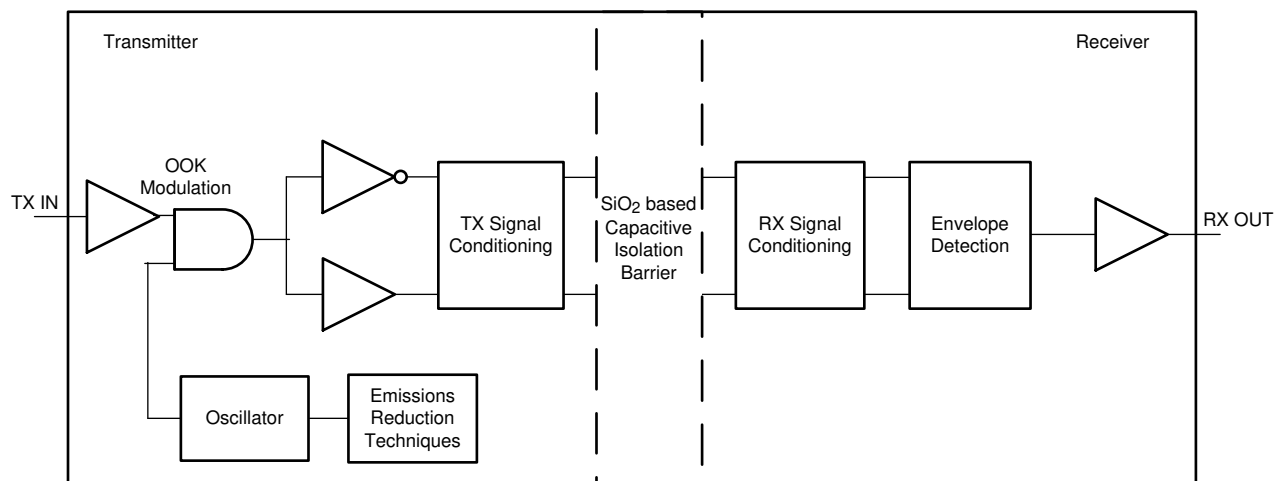 Transmitter
Receiver
OOK
Modulation
TX IN
TX Signal
Conditioning
SiO2 based
Capacitive
Isolation
Barrier
RX Signal
Conditioning
Envelope
Detection
RX OUT
Oscillator
Emissions
Reduction
Techniques